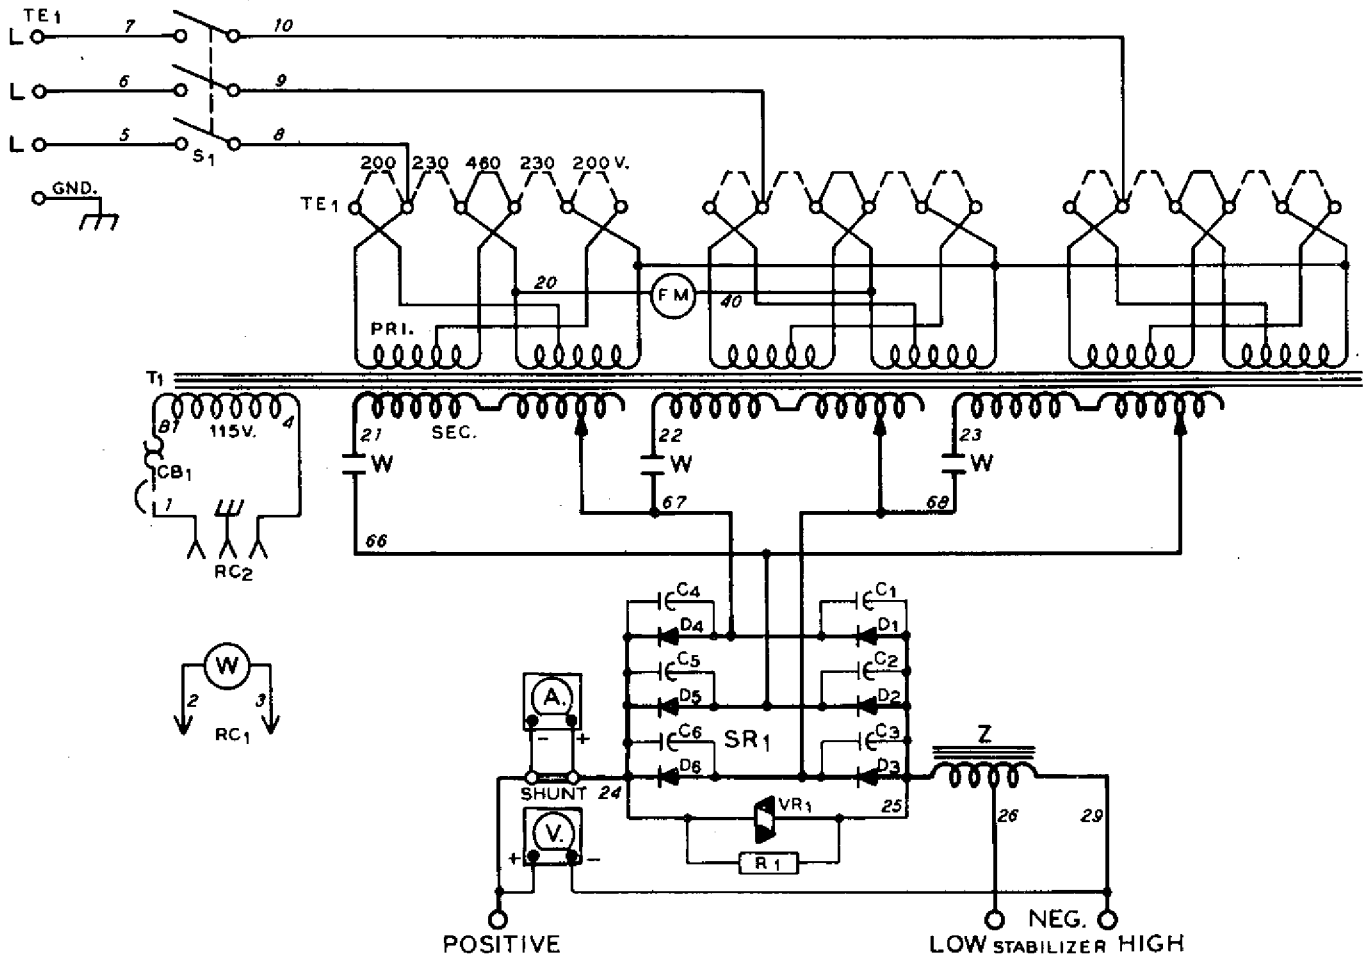 TE1
L 7 10
L 6 9
L 5 S1 8
GND.
200 230 460 230 200 V.
TE1
20 FM 40
PRI.
T1
B1 115V. 4
21 SEC. 22 23
W W W
CB1
1
67 68
66
RC2
C4 C1
D4 D1
C5 C2
D5 D2
W
2 3
RC1
A.
- +
C6 SR1 C3
D6 D3
Z
SHUNT 24 VR1 25 26 29
V.
+ -
R1
POSITIVE
NEG.
LOW STABILIZER HIGH